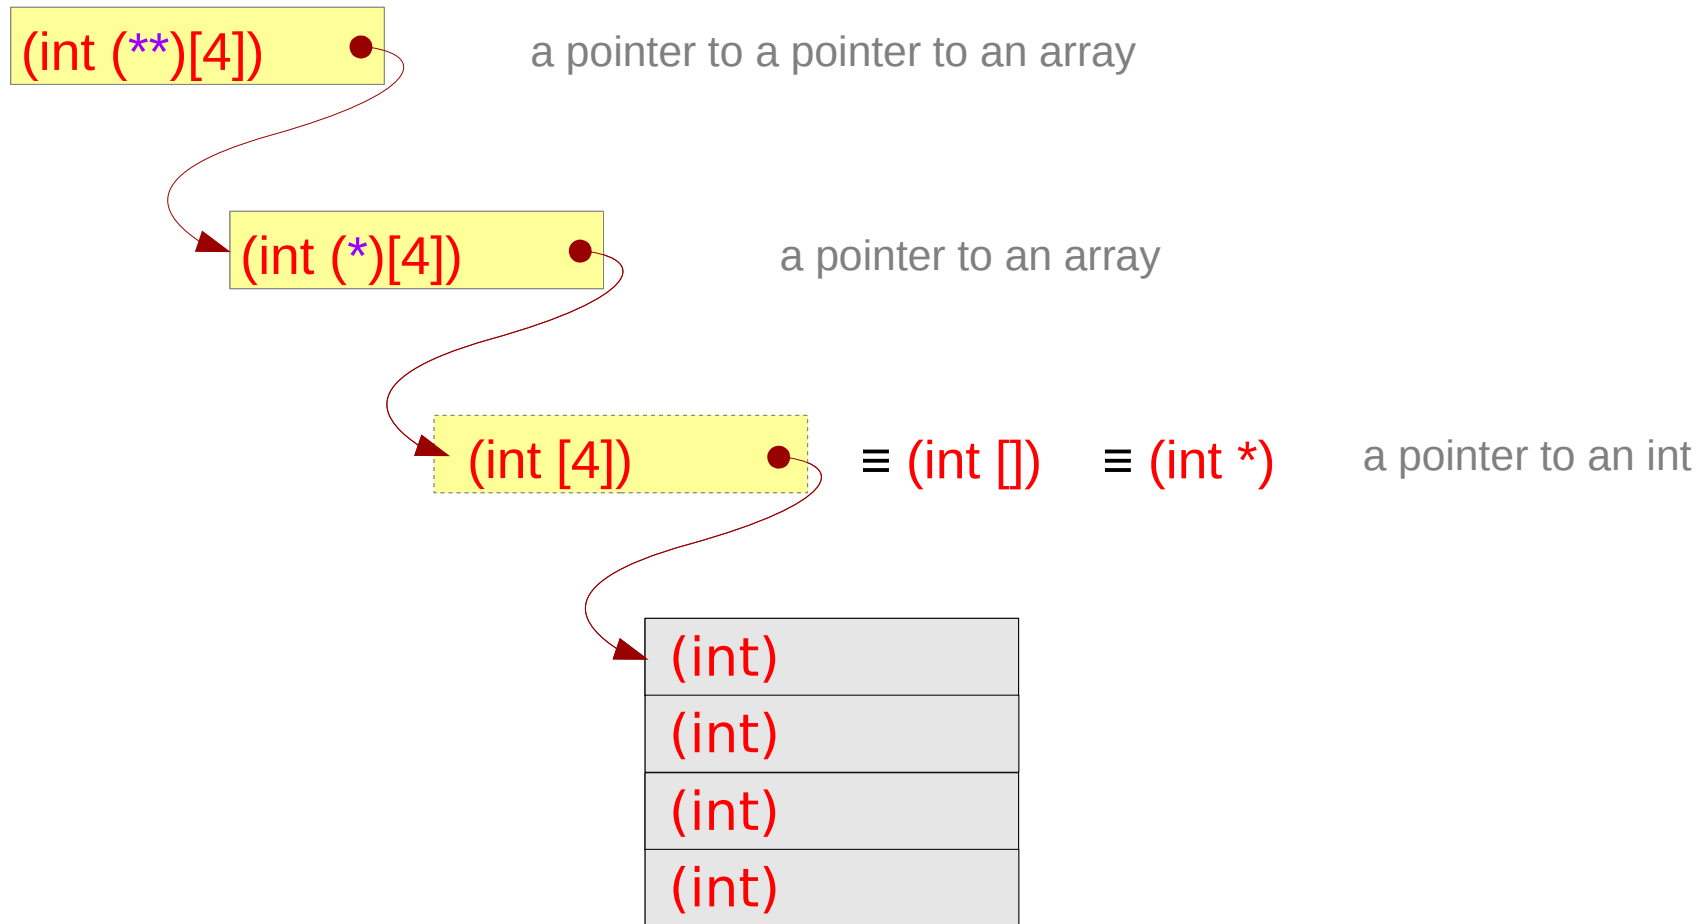 (int (**)[4]) a pointer to a pointer to an array
(int (*)[4]) a pointer to an array
(int [4]) ≡ (int []) ≡ (int *) a pointer to an int
(int)
(int)
(int)
(int)